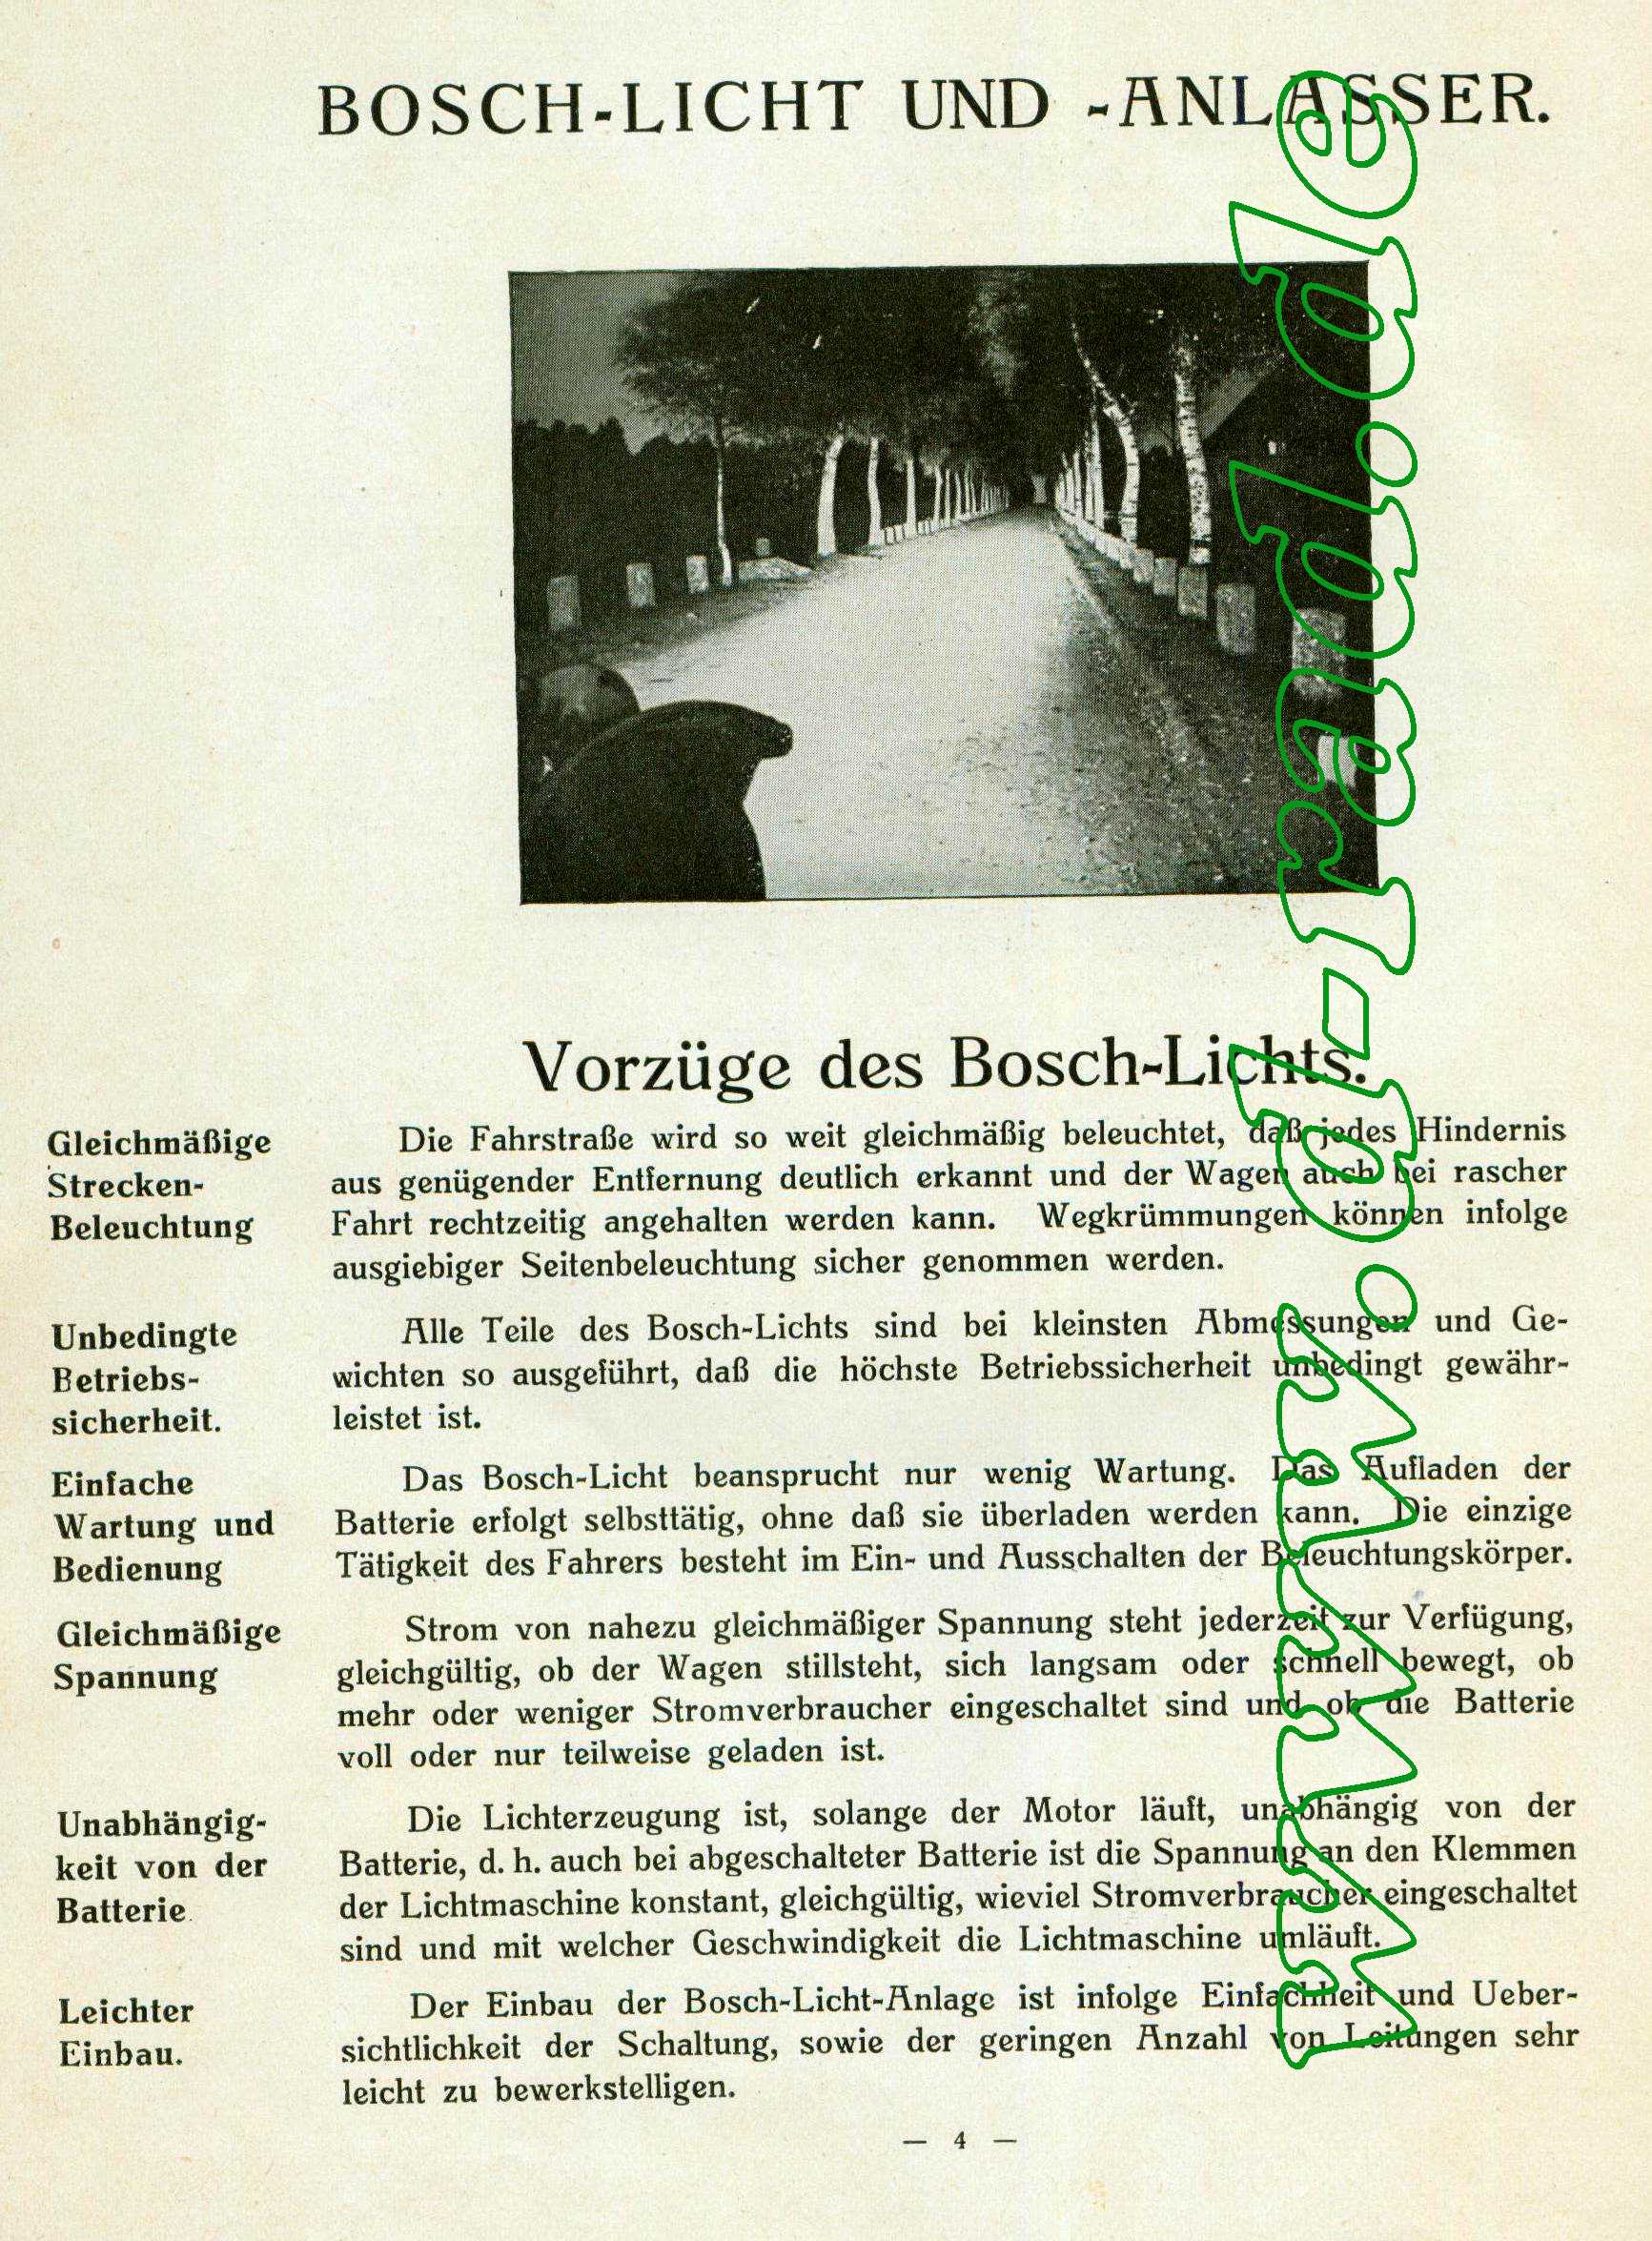 BOSCH-LICHT UND -ANLASSER.
Vorzüge des Bosch-Lichts.
Gleichmäßige
Strecken-
Beleuchtung
Die Fahrstraße wird so weit gleichmäßig beleuchtet, daß jedes Hindernis
aus genügender Entfernung deutlich erkannt und der Wagen auch bei rascher
Fahrt rechtzeitig angehalten werden kann. Wegkrümmungen können infolge
ausgiebiger Seitenbeleuchtung sicher genommen werden.
Unbedingte
Betriebs-
sicherheit.
Alle Teile des Bosch-Lichts sind bei kleinsten Abmessungen und Ge-
wichten so ausgeführt, daß die höchste Betriebssicherheit unbedingt gewähr-
leistet ist.
Einfache
Wartung und
Bedienung
Das Bosch-Licht beansprucht nur wenig Wartung. Das Aufladen der
Batterie erfolgt selbsttätig, ohne daß sie überladen werden kann. Die einzige
Tätigkeit des Fahrers besteht im Ein- und Ausschalten der Beleuchtungskörper.
Gleichmäßige
Spannung
Strom von nahezu gleichmäßiger Spannung steht jederzeit zur Verfügung,
gleichgültig, ob der Wagen stillsteht, sich langsam oder schnell bewegt, ob
mehr oder weniger Stromverbraucher eingeschaltet sind und ob die Batterie
voll oder nur teilweise geladen ist.
Unabhängig-
keit von der
Batterie.
Die Lichterzeugung ist, solange der Motor läuft, unabhängig von der
Batterie, d. h. auch bei abgeschalteter Batterie ist die Spannung an den Klemmen
der Lichtmaschine konstant, gleichgültig, wieviel Stromverbraucher eingeschaltet
sind und mit welcher Geschwindigkeit die Lichtmaschine umläuft.
Leichter
Einbau.
Der Einbau der Bosch-Licht-Anlage ist infolge Einfachheit und Ueber-
sichtlichkeit der Schaltung, sowie der geringen Anzahl von Leitungen sehr
leicht zu bewerkstelligen.
— 4 —
www.d-rad.de